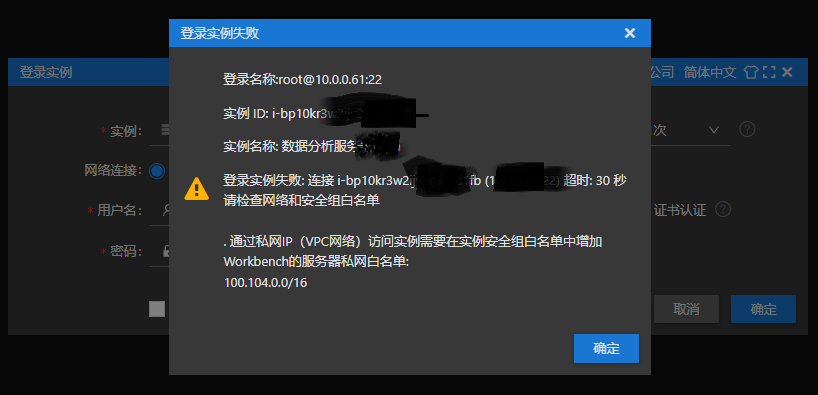 登录实例失败
登录实例
公司 简体中文
登录名称:root@10.0.0.61:22
实例 ID: i-bp10kr3w
* 实例:
次
实例名称: 数据分析服务
网络连接:
登录实例失败: 连接 i-bp10kr3w2 fb ( 22) 超时: 30 秒
请检查网络和安全组白名单
* 用户名:
证书认证
. 通过私网IP（VPC网络）访问实例需要在实例安全组白名单中增加
* 密码:
Workbench的服务器私网白名单:
100.104.0.0/16
取消
确定
确定